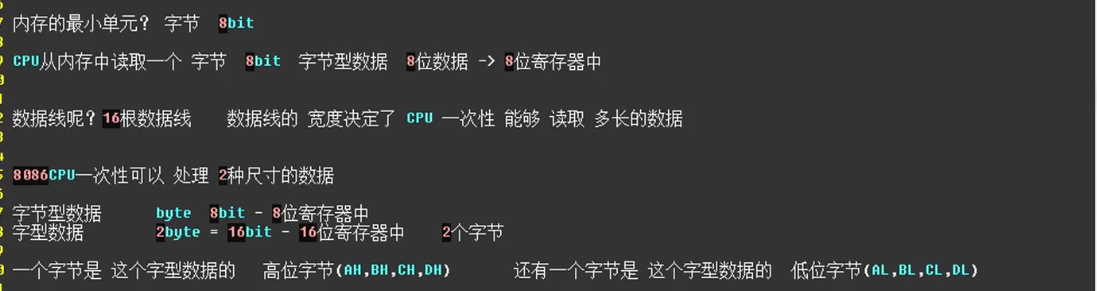 内存的最小单元? 字节 8bit
CPU从内存中读取一个 字节 8bit 字节型数据 8位数据 -> 8位寄存器中
数据线呢? 16根数据线 数据线的 宽度决定了 CPU 一次性 能够 读取 多长的数据
8086CPU一次性可以 处理 2种尺寸的数据
字节型数据 byte 8bit - 8位寄存器中
字型数据 2byte = 16bit - 16位寄存器中 2个字节
一个字节是 这个字型数据的 高位字节(AH,BH,CH,DH) 还有一个字节是 这个字型数据的 低位字节(AL,BL,CL,DL)